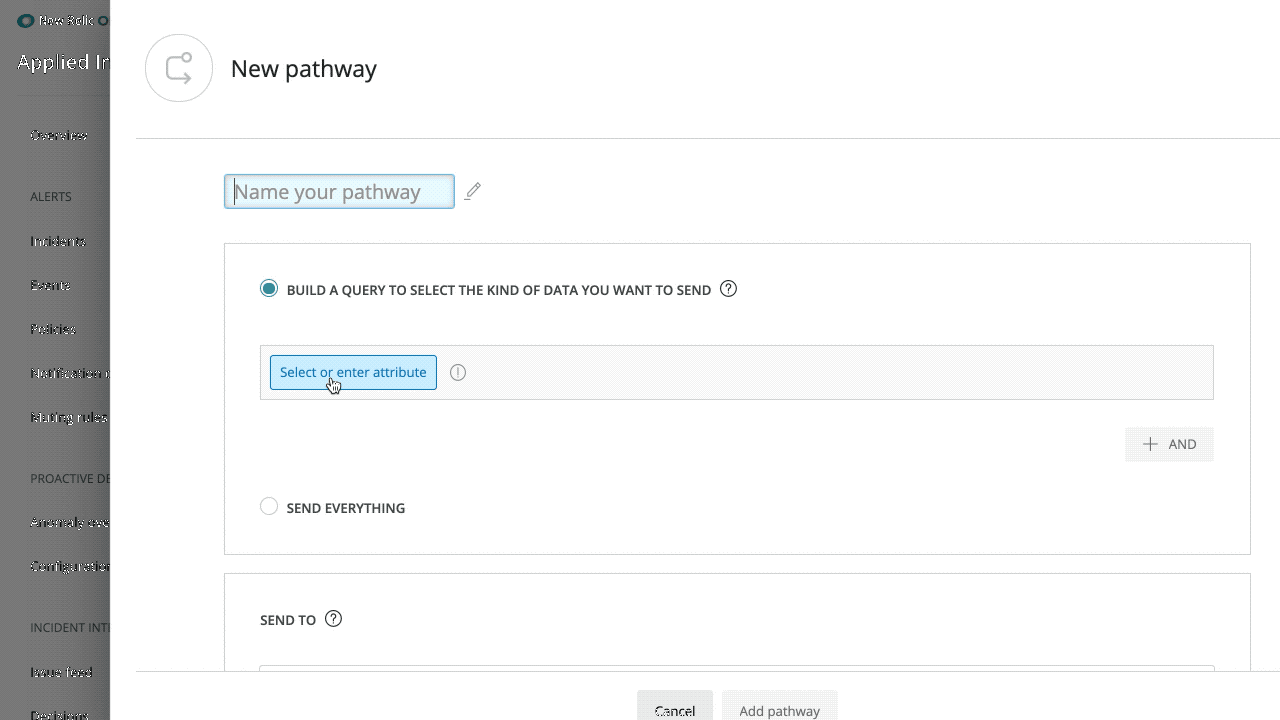 New Relic O
Applied In
Overview
ALERTS
Incidents
Events
Policies
Notification c
Muting rules
PROACTIVE DE
Anomaly ove
Configuration
INCIDENT INTE
Issue feed
Decisions
New pathway
Name your pathway
BUILD A QUERY TO SELECT THE KIND OF DATA YOU WANT TO SEND
Select or enter attribute
AND
SEND EVERYTHING
SEND TO
Cancel
Add pathway